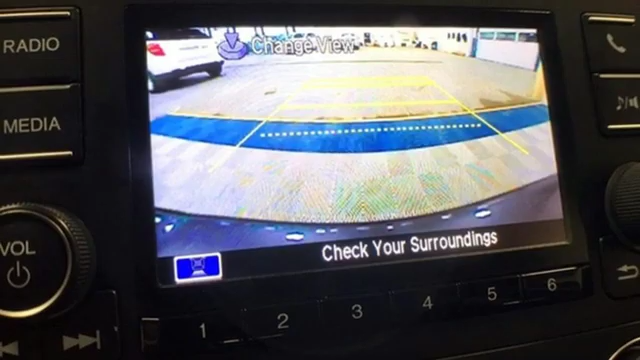 RADIO
Change View
MEDIA
VOL
Check Your Surroundings
1 2 3 4 5 6